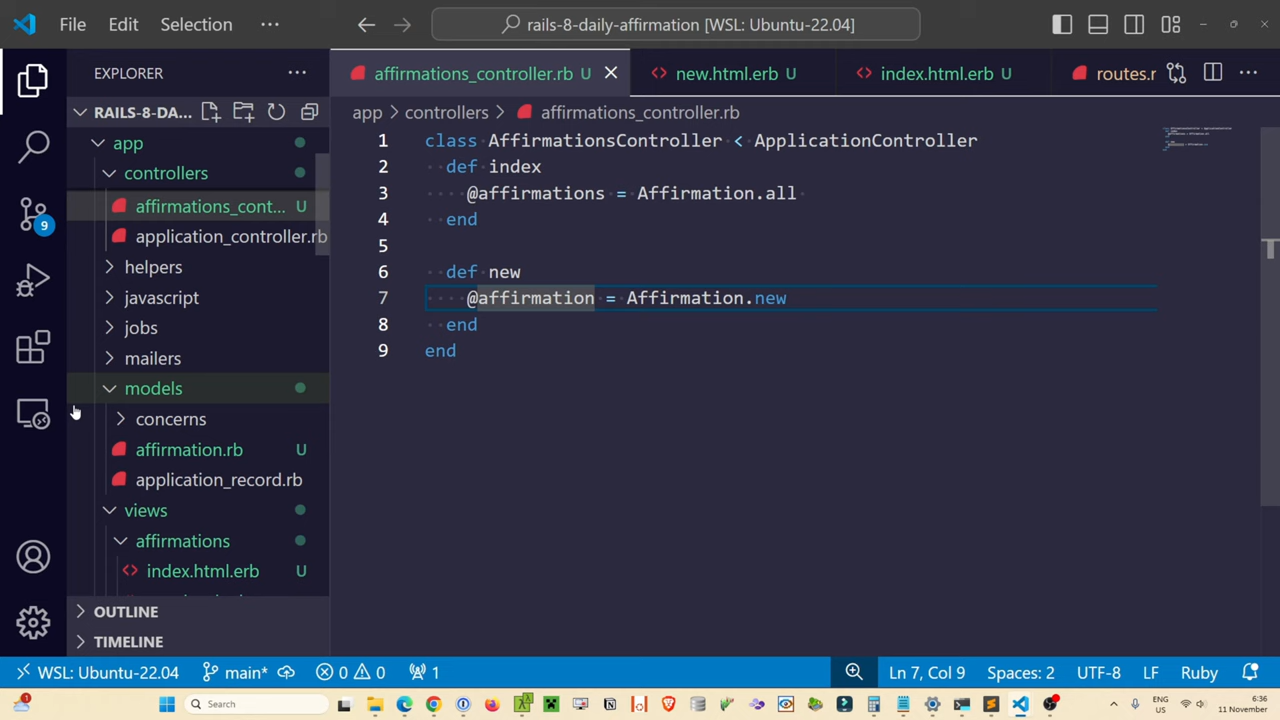 File Edit Selection ··· rails-8-daily-affirmation [WSL: Ubuntu-22.04]
EXPLORER ···
RAILS-8-DA...
app
controllers
affirmations_cont... U
application_controller.rb
helpers
javascript
jobs
mailers
models
concerns
affirmation.rb U
application_record.rb
views
affirmations
index.html.erb U
OUTLINE
TIMELINE
affirmations_controller.rb U new.html.erb U index.html.erb U routes.r
app > controllers > affirmations_controller.rb
1 class AffirmationsController < ApplicationController
2 def index
3 @affirmations = Affirmation.all
4 end
5
6 def new
7 @affirmation = Affirmation.new
8 end
9 end
9
WSL: Ubuntu-22.04 main* 0 0 1 Ln 7, Col 9 Spaces: 2 UTF-8 LF Ruby
1 Search ENG US 6:36 11 November